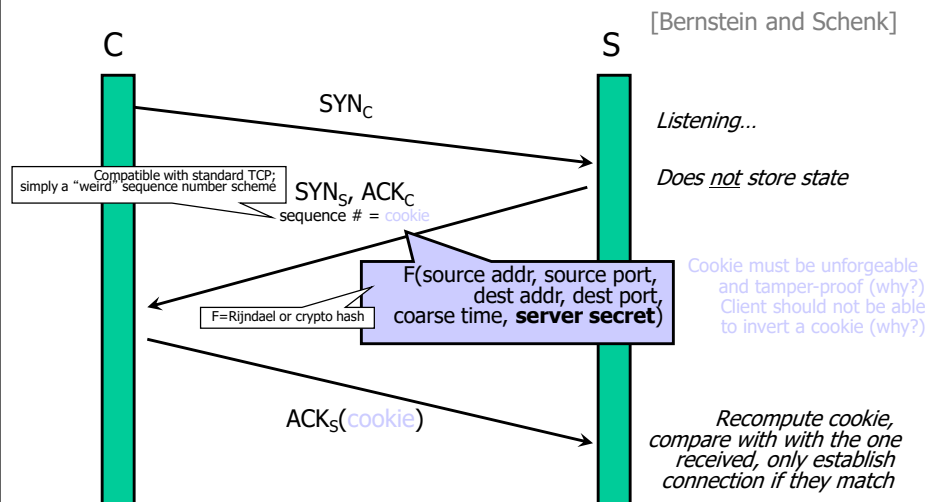 [Bernstein and Schenk]
C
S
SYNC
Listening…
Compatible with standard TCP;
simply a “weird” sequence number scheme
Does not store state
SYNS, ACKC
sequence # = cookie
F(source addr, source port,
dest addr, dest port,
coarse time, server secret)
F=Rijndael or crypto hash
Cookie must be unforgeable
and tamper-proof (why?)
Client should not be able
to invert a cookie (why?)
ACKS(cookie)
Recompute cookie,
compare with with the one
received, only establish
connection if they match